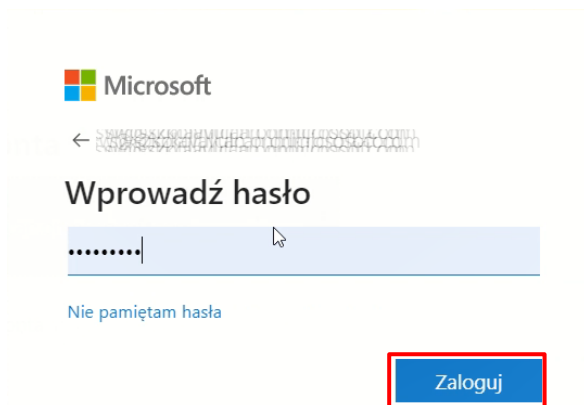 Microsoft
Wprowadź hasło
•••••••••
Nie pamiętam hasła
Zaloguj